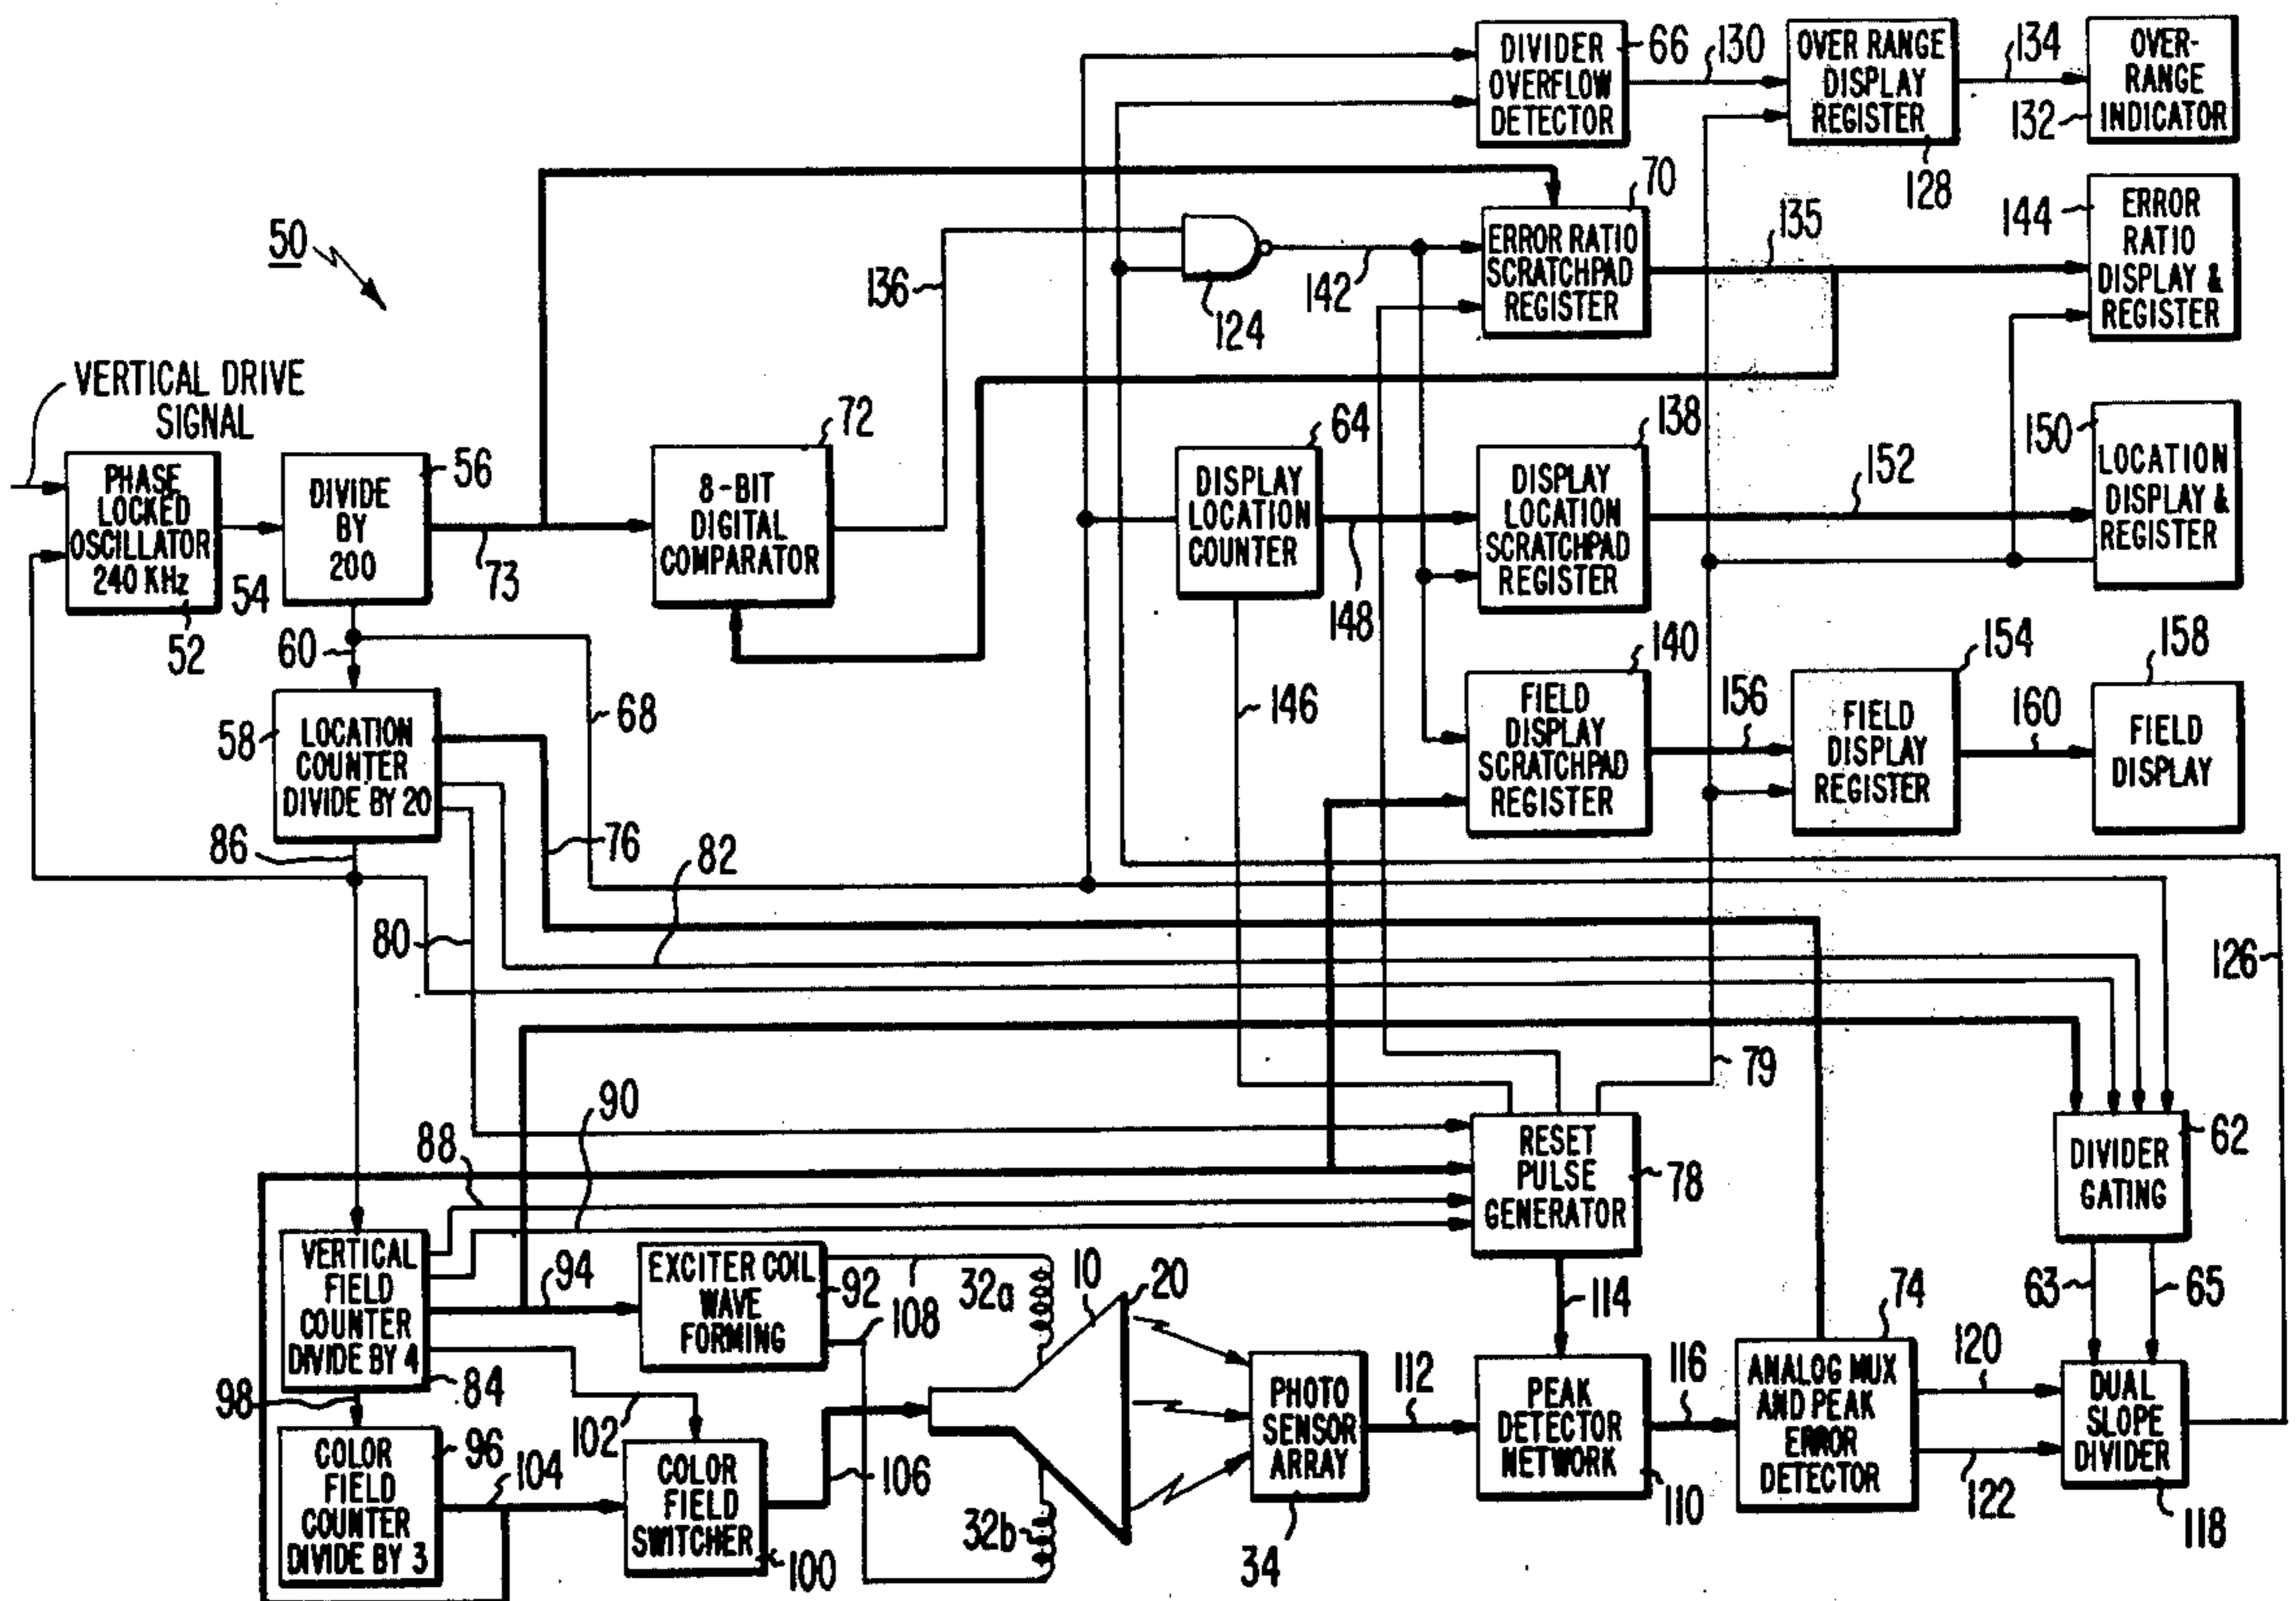 DIVIDER
OVERFLOW
DETECTOR
66
130
OVER RANGE
DISPLAY
REGISTER
128
134
OVER-
RANGE
INDICATOR
132
50
136
124
142
70
ERROR RATIO
SCRATCHPAD
REGISTER
135
144
ERROR
RATIO
DISPLAY &
REGISTER
VERTICAL DRIVE
SIGNAL
PHASE
LOCKED
OSCILLATOR
240 KHz
52
54
DIVIDE
BY
200
56
73
72
8-BIT
DIGITAL
COMPARATOR
64
DISPLAY
LOCATION
COUNTER
148
138
DISPLAY
LOCATION
SCRATCHPAD
REGISTER
152
150
LOCATION
DISPLAY &
REGISTER
60
58
LOCATION
COUNTER
DIVIDE BY 20
68
146
140
FIELD
DISPLAY
SCRATCHPAD
REGISTER
156
154
FIELD
DISPLAY
REGISTER
160
158
FIELD
DISPLAY
86
76
82
80
126
79
88
90
RESET
PULSE
GENERATOR
78
62
DIVIDER
GATING
63
65
VERTICAL
FIELD
COUNTER
DIVIDE BY 4
84
94
EXCITER COIL
WAVE
FORMING
92
108
108
32a
10
20
114
74
98
102
COLOR
FIELD
COUNTER
DIVIDE BY 3
96
104
COLOR
FIELD
SWITCHER
100
106
32b
PHOTO
SENSOR
ARRAY
34
112
PEAK
DETECTOR
NETWORK
110
116
ANALOG MUX
AND PEAK
ERROR
DETECTOR
120
122
DUAL
SLOPE
DIVIDER
118